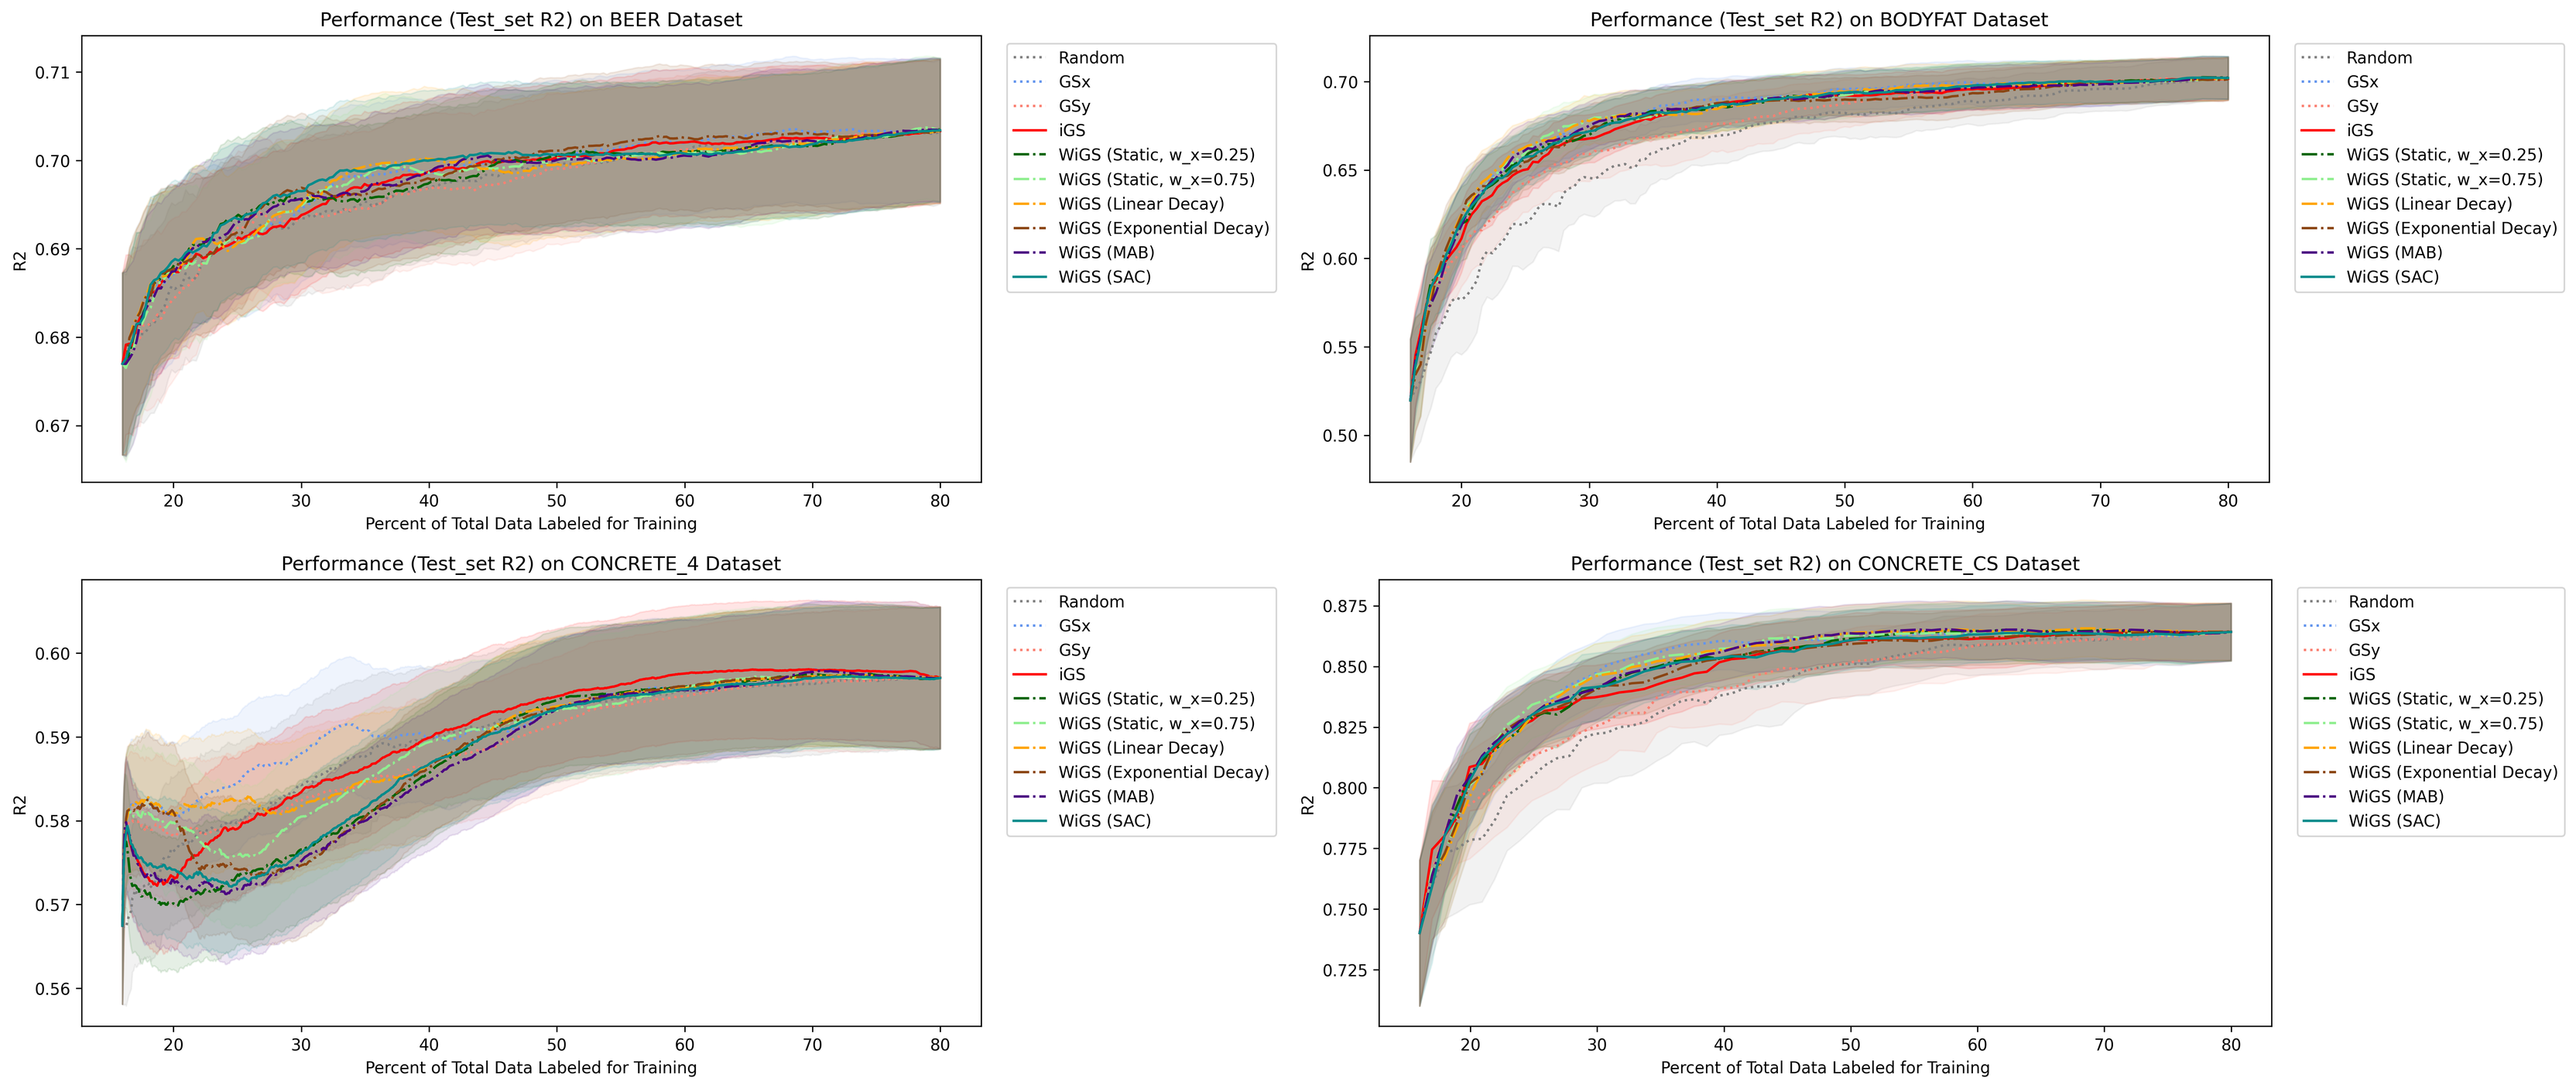 Performance (Test_set R2) on BEER Dataset
R2
0.71
0.70
0.69
0.68
0.67
20 30 40 50 60 70 80
Percent of Total Data Labeled for Training
Random
GSx
GSy
iGS
WiGS (Static, w_x=0.25)
WiGS (Static, w_x=0.75)
WiGS (Linear Decay)
WiGS (Exponential Decay)
WiGS (MAB)
WiGS (SAC)
Performance (Test_set R2) on BODYFAT Dataset
R2
0.70
0.65
0.60
0.55
0.50
20 30 40 50 60 70 80
Percent of Total Data Labeled for Training
Random
GSx
GSy
iGS
WiGS (Static, w_x=0.25)
WiGS (Static, w_x=0.75)
WiGS (Linear Decay)
WiGS (Exponential Decay)
WiGS (MAB)
WiGS (SAC)
Performance (Test_set R2) on CONCRETE_4 Dataset
R2
0.60
0.59
0.58
0.57
0.56
20 30 40 50 60 70 80
Percent of Total Data Labeled for Training
Random
GSx
GSy
iGS
WiGS (Static, w_x=0.25)
WiGS (Static, w_x=0.75)
WiGS (Linear Decay)
WiGS (Exponential Decay)
WiGS (MAB)
WiGS (SAC)
Performance (Test_set R2) on CONCRETE_CS Dataset
R2
0.875
0.850
0.825
0.800
0.775
0.750
0.725
20 30 40 50 60 70 80
Percent of Total Data Labeled for Training
Random
GSx
GSy
iGS
WiGS (Static, w_x=0.25)
WiGS (Static, w_x=0.75)
WiGS (Linear Decay)
WiGS (Exponential Decay)
WiGS (MAB)
WiGS (SAC)